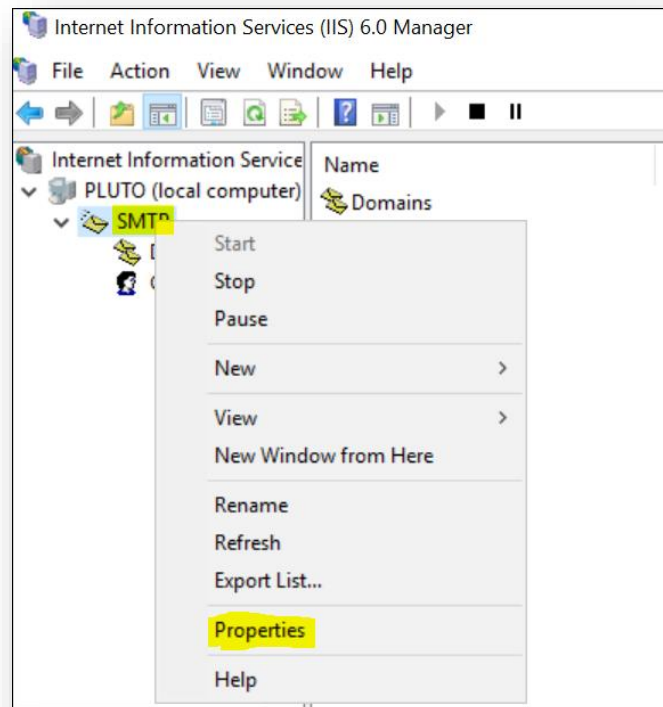 Internet Information Services (IIS) 6.0 Manager
File Action View Window Help
Internet Information Service
PLUTO (local computer)
SMTP
Name
Domains
Start
Stop
Pause
New
View
New Window from Here
Rename
Refresh
Export List...
Properties
Help